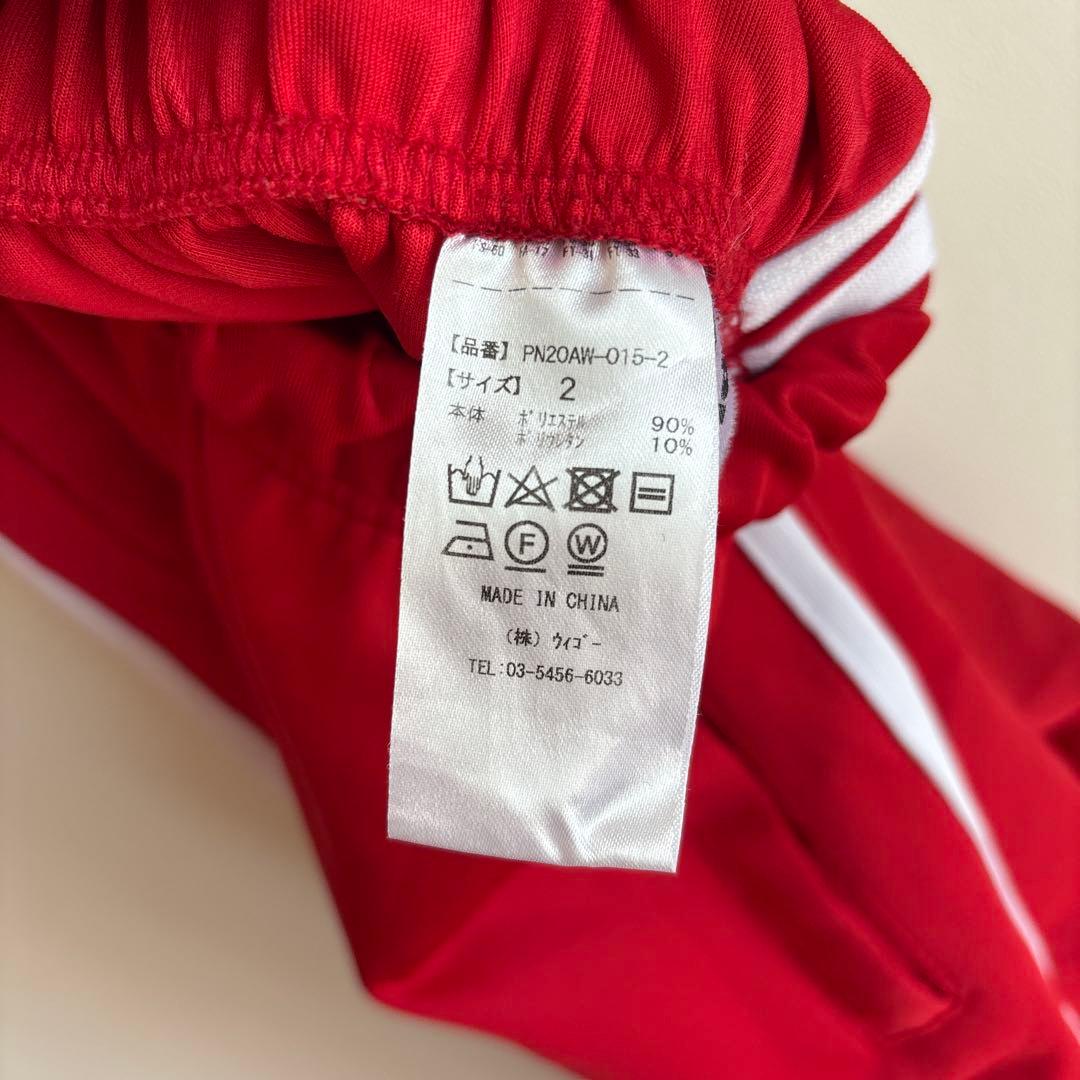 【品番】 PN20AW-015-2
【サイズ】 2
本体 ﾎﾟﾘｴｽﾃﾙ 90%
ﾎﾟﾘｳﾚﾀﾝ 10%
F W
MADE IN CHINA
(株) ｳｨｺﾞｰ
TEL:03-5456-6033